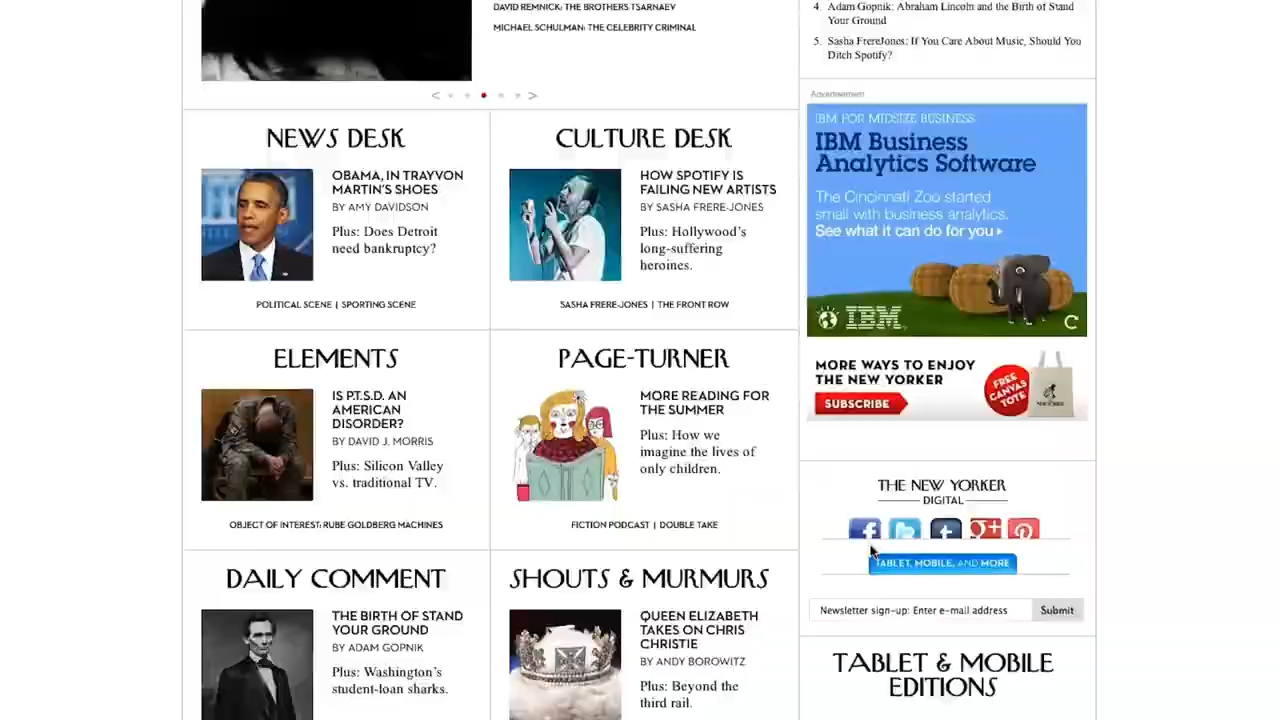 DAVID REMNICK: THE BROTHERS TSARNAEV
MICHAEL SCHULMAN: THE CELEBRITY CRIMINAL
< >
NEWS DESK
OBAMA, IN TRAYVON
MARTIN'S SHOES
BY AMY DAVIDSON
Plus: Does Detroit
need bankruptcy?
POLITICAL SCENE | SPORTING SCENE
CULTURE DESK
HOW SPOTIFY IS
FAILING NEW ARTISTS
BY SASHA FRERE-JONES
Plus: Hollywood's
long-suffering
heroines.
SASHA FRERE-JONES | THE FRONT ROW
ELEMENTS
IS P.T.S.D. AN
AMERICAN
DISORDER?
BY DAVID J. MORRIS
Plus: Silicon Valley
vs. traditional TV.
OBJECT OF INTEREST: RUBE GOLDBERG MACHINES
PAGE-TURNER
MORE READING FOR
THE SUMMER
Plus: How we
imagine the lives of
only children.
FICTION PODCAST | DOUBLE TAKE
DAILY COMMENT
THE BIRTH OF STAND
YOUR GROUND
BY ADAM GOPNIK
Plus: Washington's
student-loan sharks.
SHOUTS & MURMURS
QUEEN ELIZABETH
TAKES ON CHRIS
CHRISTIE
BY ANDY BOROWITZ
Plus: Beyond the
third rail.
4. Adam Gopnik: Abraham Lincoln and the Birth of Stand
Your Ground
5. Sasha FrereJones: If You Care About Music, Should You
Ditch Spotify?
Advertisement
IBM FOR MIDSIZE BUSINESS
IBM Business
Analytics Software
The Cincinnati Zoo started
small with business analytics.
See what it can do for you
IBM
MORE WAYS TO ENJOY
THE NEW YORKER
SUBSCRIBE
FREE
CANVAS
TOTE
THE NEW YORKER
DIGITAL
f t t g+ P
TABLET, MOBILE, AND MORE
Newsletter sign-up: Enter e-mail address Submit
TABLET & MOBILE
EDITIONS